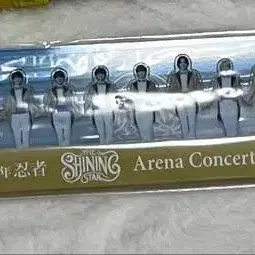 年忍者 THE SHINING STAR Arena Concert